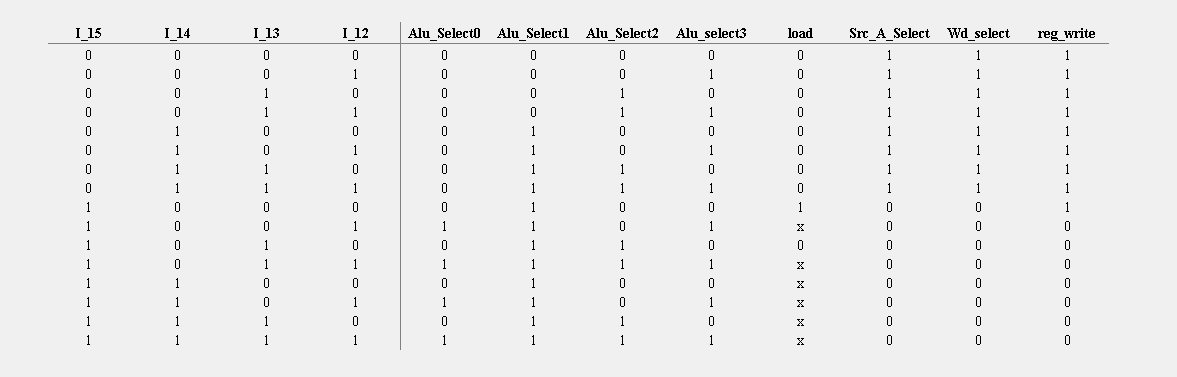 I_15 I_14 I_13 I_12 Alu_Select0 Alu_Select1 Alu_Select2 Alu_select3 load Src_A_Select Wd_select reg_write
0 0 0 0 0 0 0 0 0 1 1 1
0 0 0 1 0 0 0 1 0 1 1 1
0 0 1 0 0 0 1 0 0 1 1 1
0 0 1 1 0 0 1 1 0 1 1 1
0 1 0 0 0 1 0 0 0 1 1 1
0 1 0 1 0 1 0 1 0 1 1 1
0 1 1 0 0 1 1 0 0 1 1 1
0 1 1 1 0 1 1 1 0 1 1 1
1 0 0 0 0 1 0 0 1 0 0 1
1 0 0 1 1 1 0 1 x 0 0 0
1 0 1 0 0 1 1 0 0 0 0 0
1 0 1 1 1 1 1 1 x 0 0 0
1 1 0 0 0 1 0 0 x 0 0 0
1 1 0 1 1 1 0 1 x 0 0 0
1 1 1 0 0 1 1 0 x 0 0 0
1 1 1 1 1 1 1 1 x 0 0 0